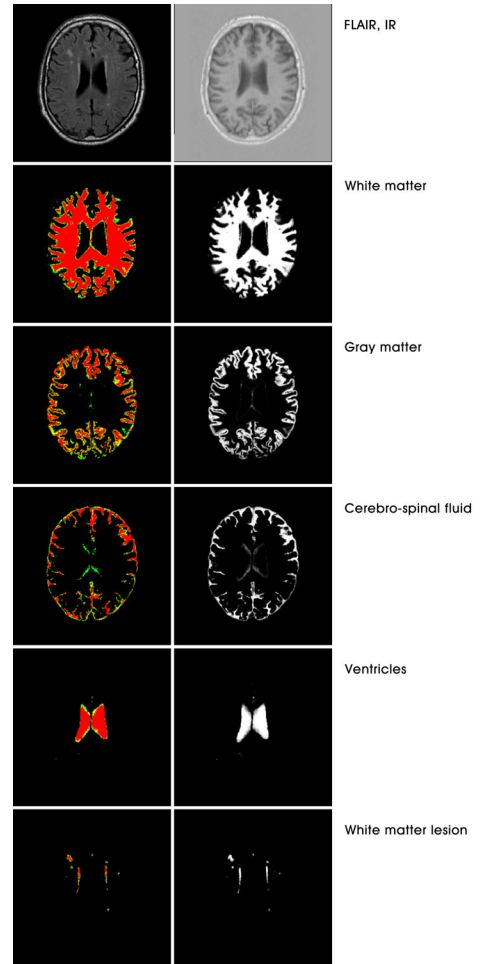 FLAIR, IR
White matter
Gray matter
Cerebro-spinal fluid
Ventricles
White matter lesion